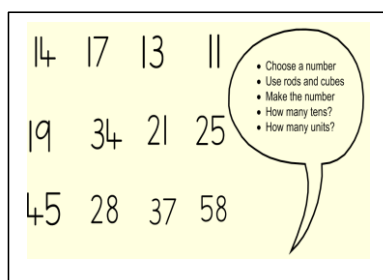 14 17 13 11
19 34 21 25
45 28 37 58
• Choose a number
• Use rods and cubes
• Make the number
• How many tens?
• How many units?